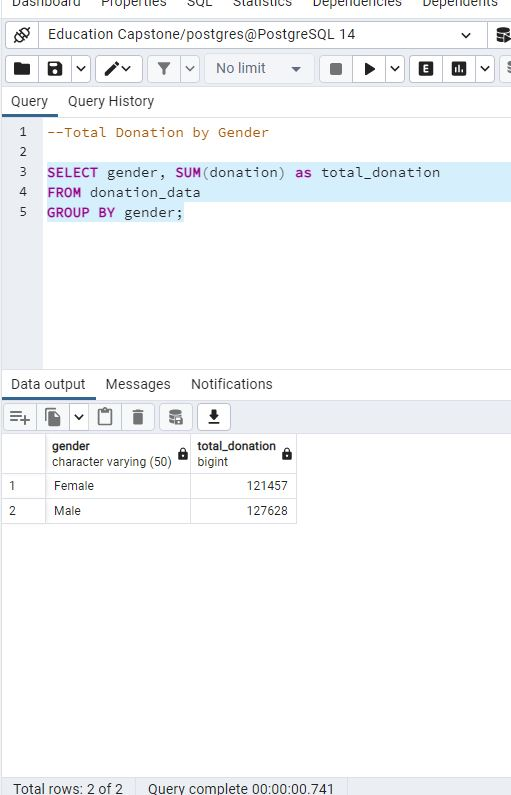 Dashboard Properties SQL Statistics Dependencies Dependents
Education Capstone/postgres@PostgreSQL 14
No limit
E
Query Query History
1 --Total Donation by Gender
2
3 SELECT gender, SUM(donation) as total_donation
4 FROM donation_data
5 GROUP BY gender;
Data output Messages Notifications
gender total_donation
character varying (50) bigint
1 Female 121457
2 Male 127628
Total rows: 2 of 2 Query complete 00:00:00.741